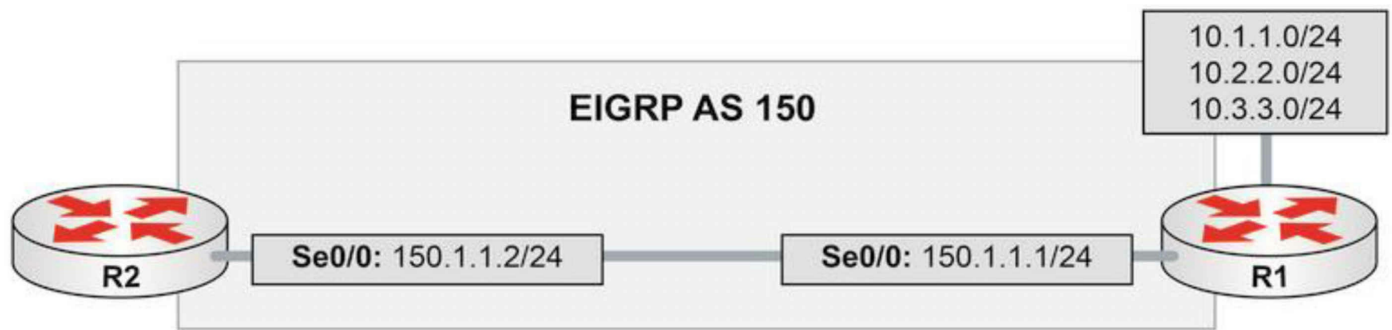 10.1.1.0/24
10.2.2.0/24
10.3.3.0/24
EIGRP AS 150
Se0/0: 150.1.1.2/24
Se0/0: 150.1.1.1/24
R2
R1